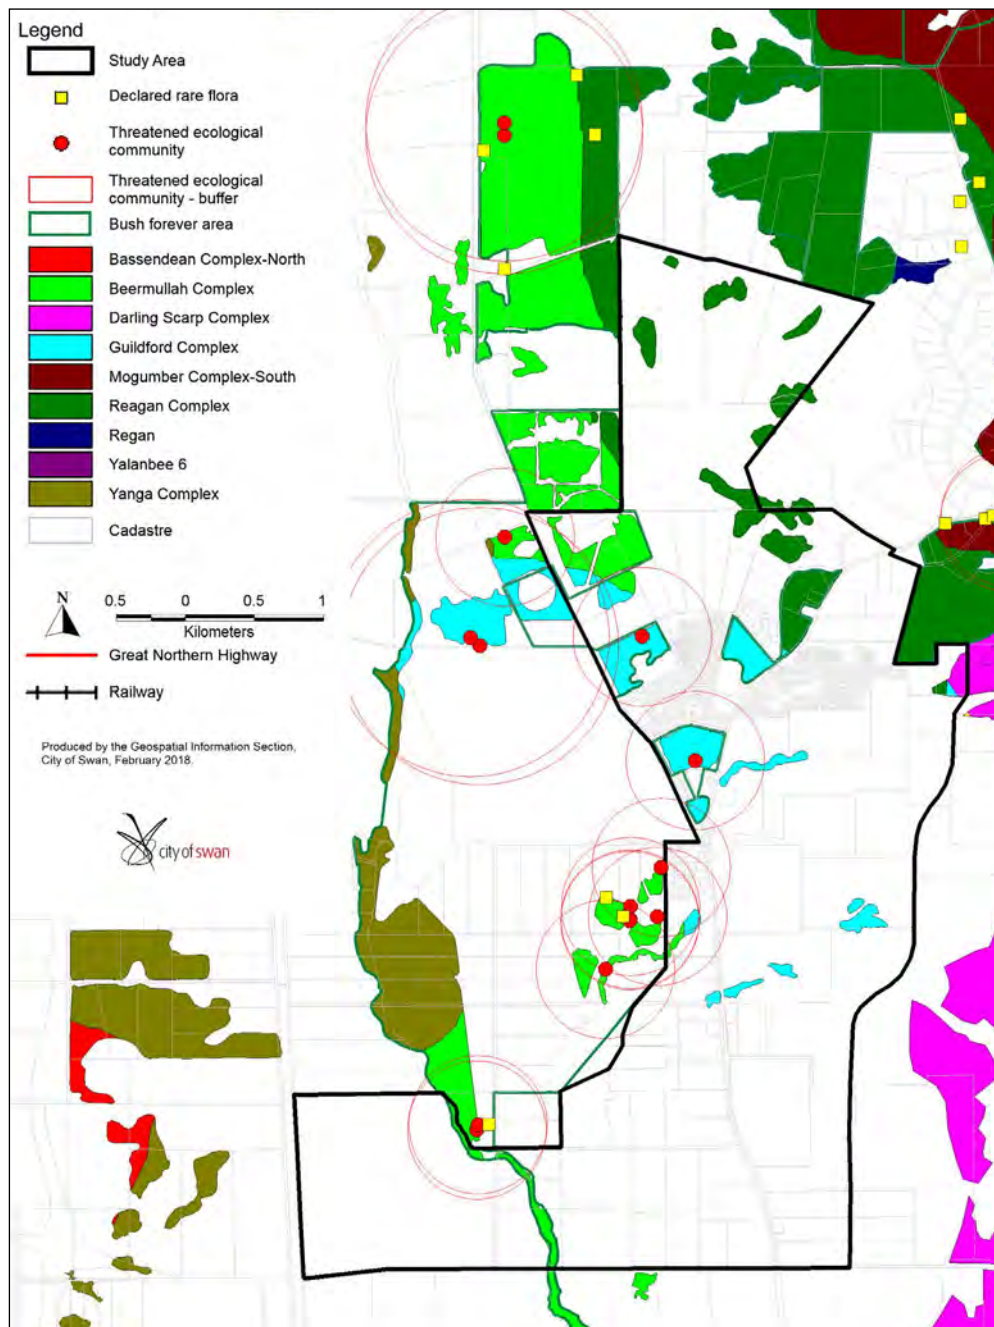 Legend
Study Area
Declared rare flora
Threatened ecological
community
Threatened ecological
community - buffer
Bush forever area
Bassendean Complex-North
Beermullah Complex
Darling Scarp Complex
Guildford Complex
Mogumber Complex-South
Reagan Complex
Regan
Yalanbee 6
Yanga Complex
Cadastre
N
0.5 0 0.5 1
Kilometers
Great Northern Highway
Railway
Produced by the Geospatial Information Section,
City of Swan, February 2018.
city of swan